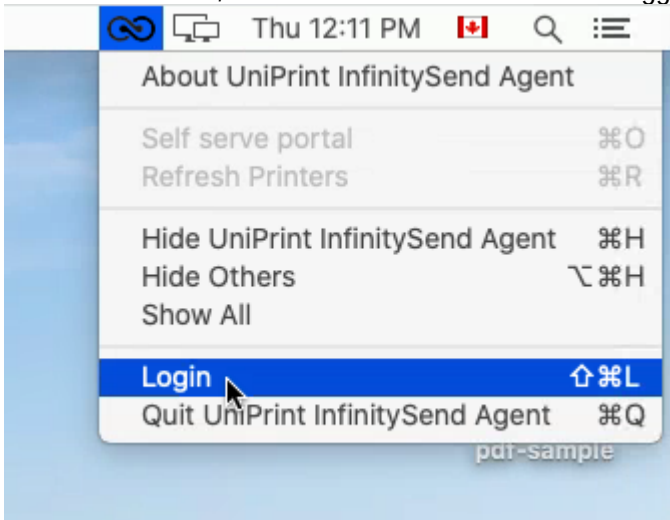 Thu 12:11 PM
About UniPrint InfinitySend Agent
Self serve portal ⌘O
Refresh Printers ⌘R
Hide UniPrint InfinitySend Agent ⌘H
Hide Others ⌥⌘H
Show All
Login ⇧⌘L
Quit UniPrint InfinitySend Agent ⌘Q
pdf-sample